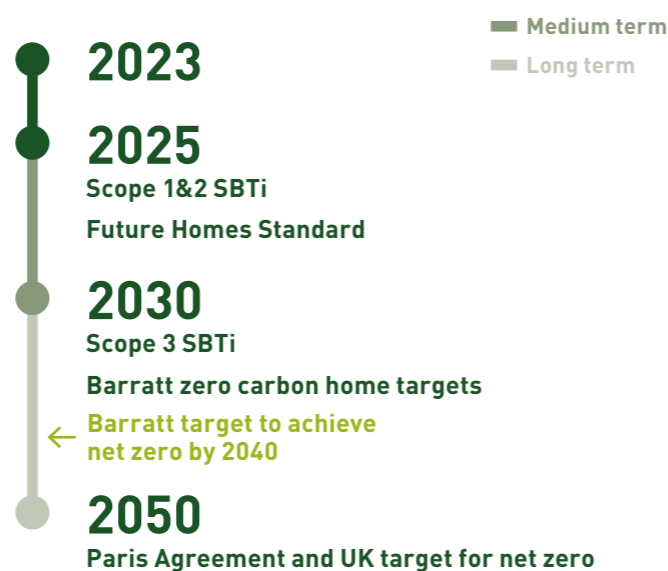 Medium term
Long term
2023
2025
Scope 1&2 SBTi
Future Homes Standard
2030
Scope 3 SBTi
Barratt zero carbon home targets
Barratt target to achieve
net zero by 2040
2050
Paris Agreement and UK target for net zero